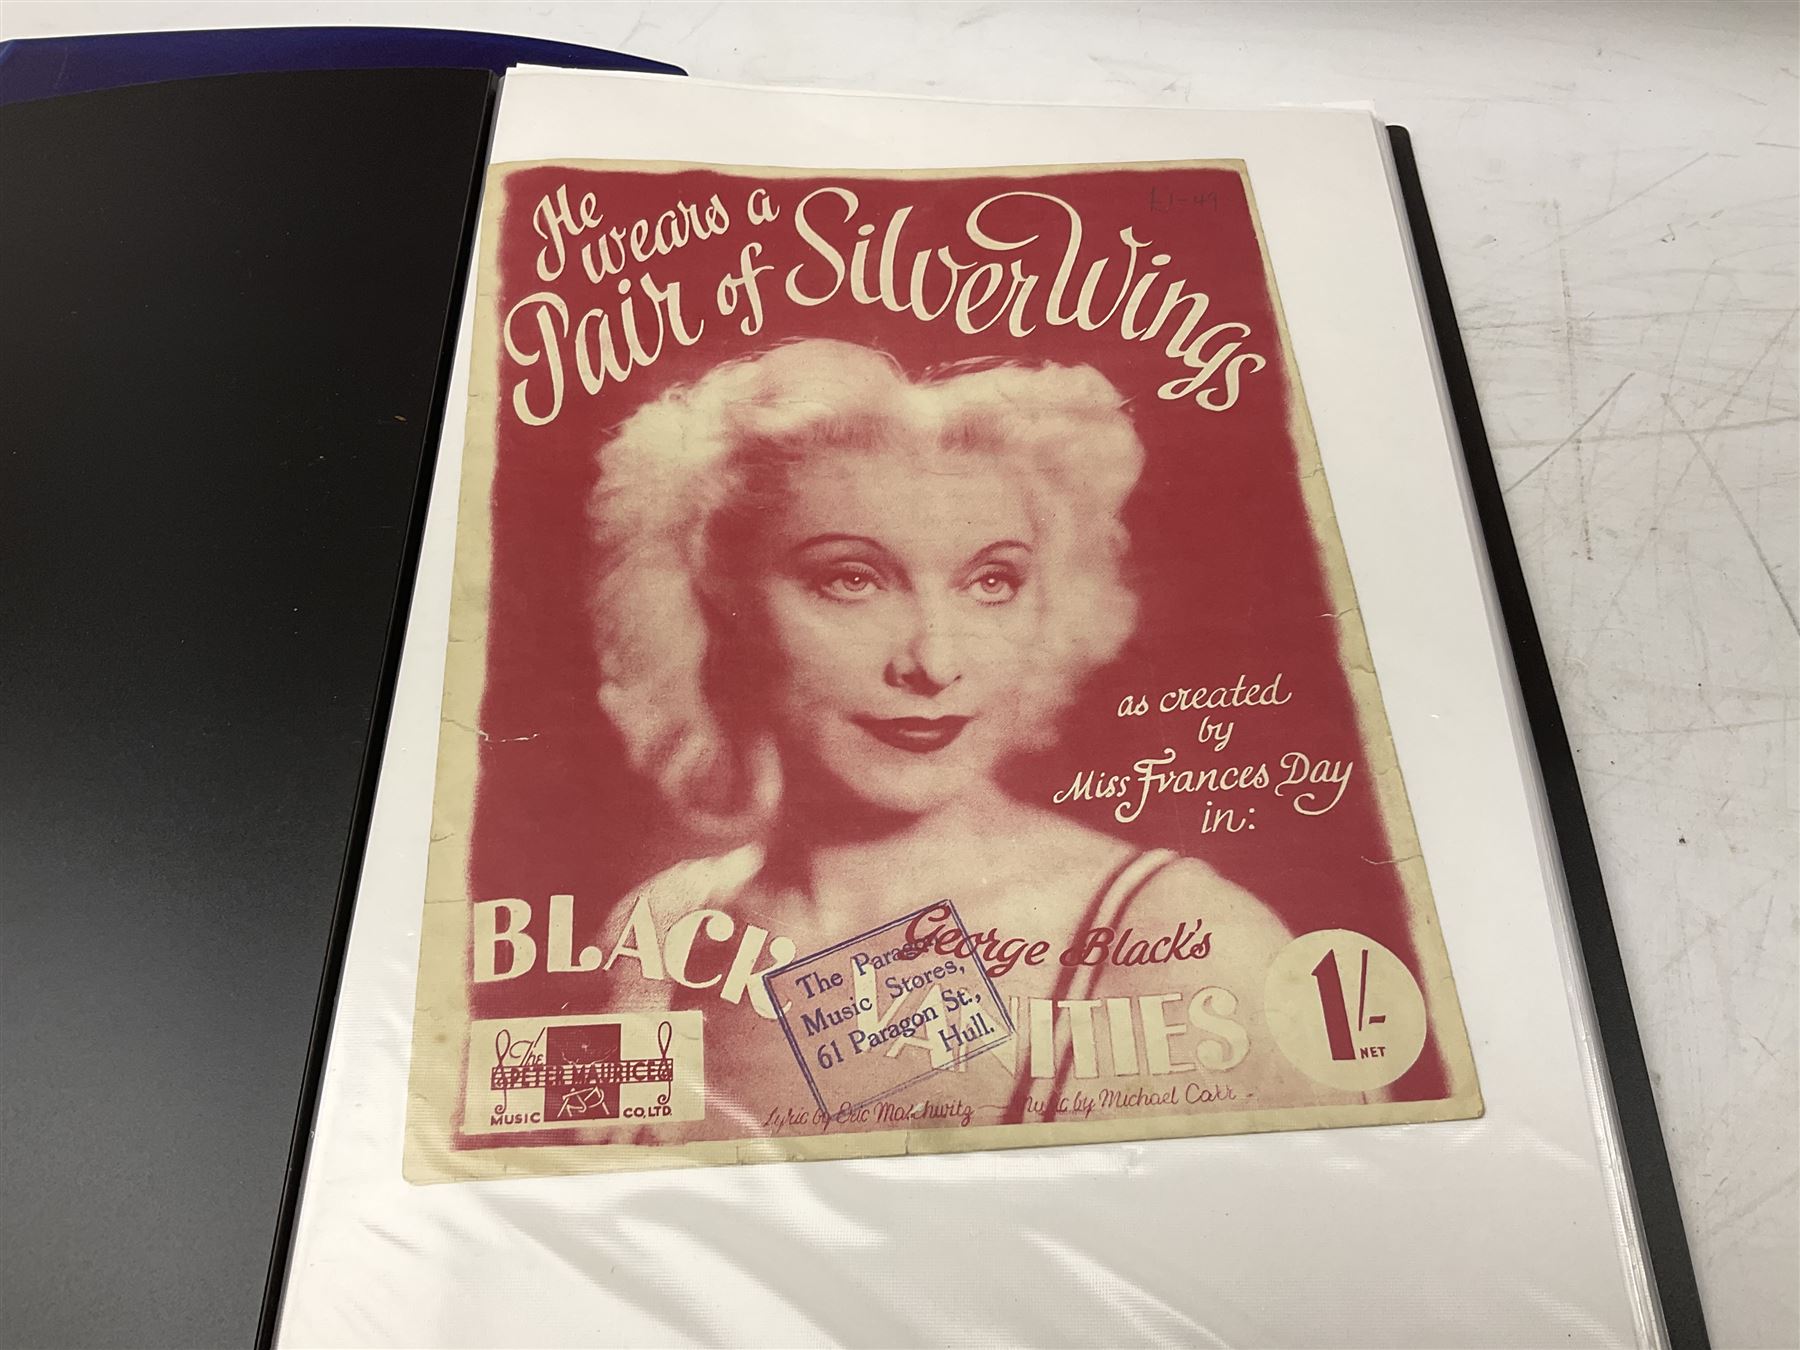 He
wears a
Pair of Silver Wings
£1-49
as created
by
Miss Frances Day
in:
BLACK
George Black's
VANITIES
The Paragon
Music Stores,
61 Paragon St.,
Hull.
1/-
NET
The
PETER MAURICE
MUSIC CO, LTD.
Lyric by Eric Maschwitz — Music by Michael Carr -